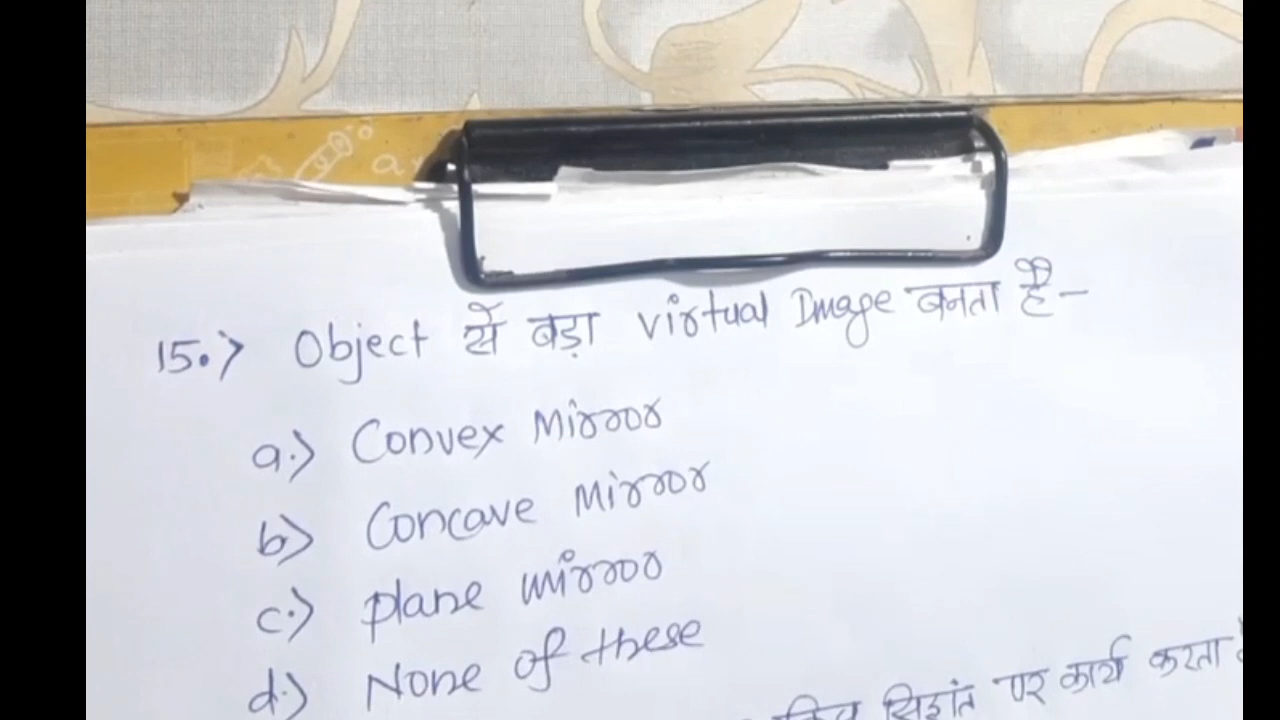 15.> Object से बड़ा virtual Image बनता है -
a.> Convex Mirror
b> Concave Mirror
c.> plane mirror
d.> None of these
सिद्धांत पर कार्य करता